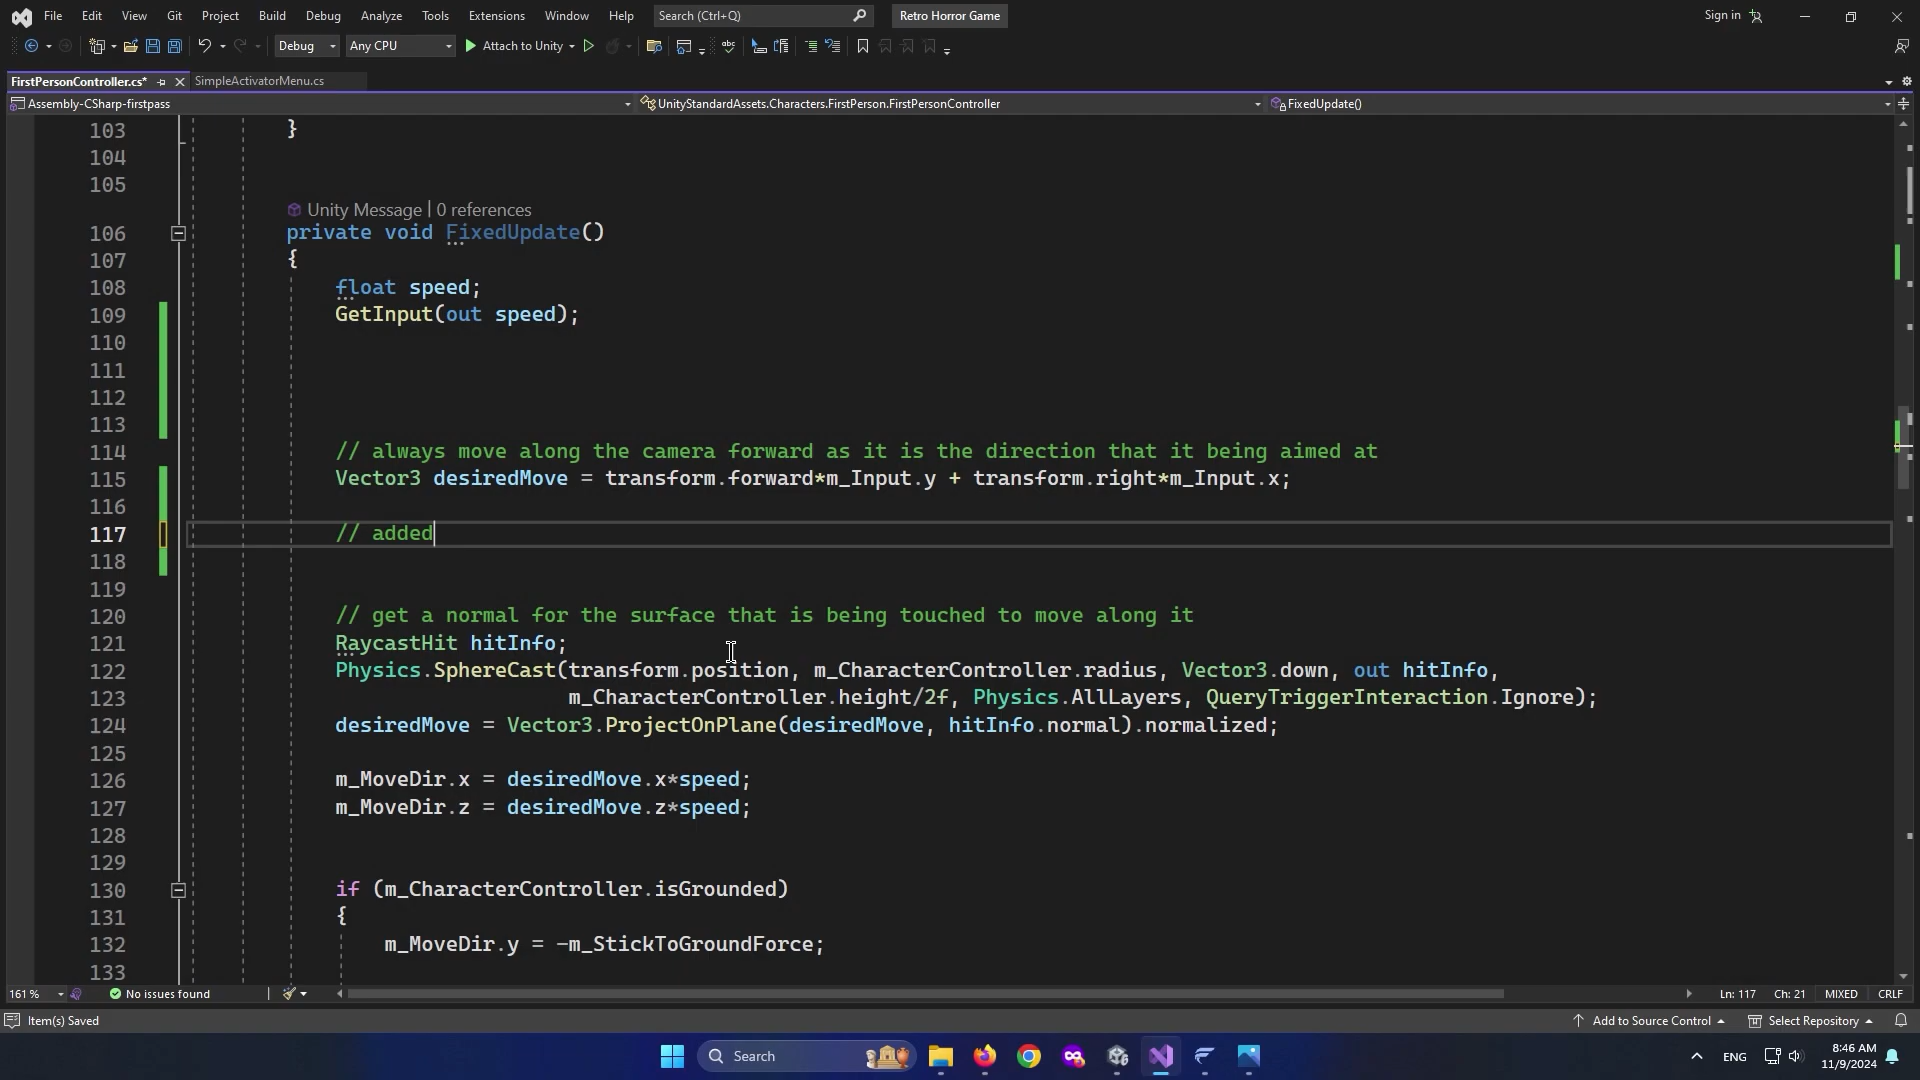 File Edit View Git Project Build Debug Analyze Tools Extensions Window Help Search (Ctrl+Q) Retro Horror Game Sign in
Debug Any CPU Attach to Unity
FirstPersonController.cs* SimpleActivatorMenu.cs
Assembly-CSharp-firstpass UnityStandardAssets.Characters.FirstPerson.FirstPersonController FixedUpdate()
103 }
104
105
Unity Message | 0 references
106 private void FixedUpdate()
107 {
108 float speed;
109 GetInput(out speed);
110
111
112
113
114 // always move along the camera forward as it is the direction that it being aimed at
115 Vector3 desiredMove = transform.forward*m_Input.y + transform.right*m_Input.x;
116
117 // added
118
119
120 // get a normal for the surface that is being touched to move along it
121 RaycastHit hitInfo;
122 Physics.SphereCast(transform.position, m_CharacterController.radius, Vector3.down, out hitInfo,
123 m_CharacterController.height/2f, Physics.AllLayers, QueryTriggerInteraction.Ignore);
124 desiredMove = Vector3.ProjectOnPlane(desiredMove, hitInfo.normal).normalized;
125
126 m_MoveDir.x = desiredMove.x*speed;
127 m_MoveDir.z = desiredMove.z*speed;
128
129
130 if (m_CharacterController.isGrounded)
131 {
132 m_MoveDir.y = -m_StickToGroundForce;
133
161 % No issues found Ln: 117 Ch: 21 MIXED CRLF
Item(s) Saved Add to Source Control Select Repository
Search ENG 8:46 AM
11/9/2024